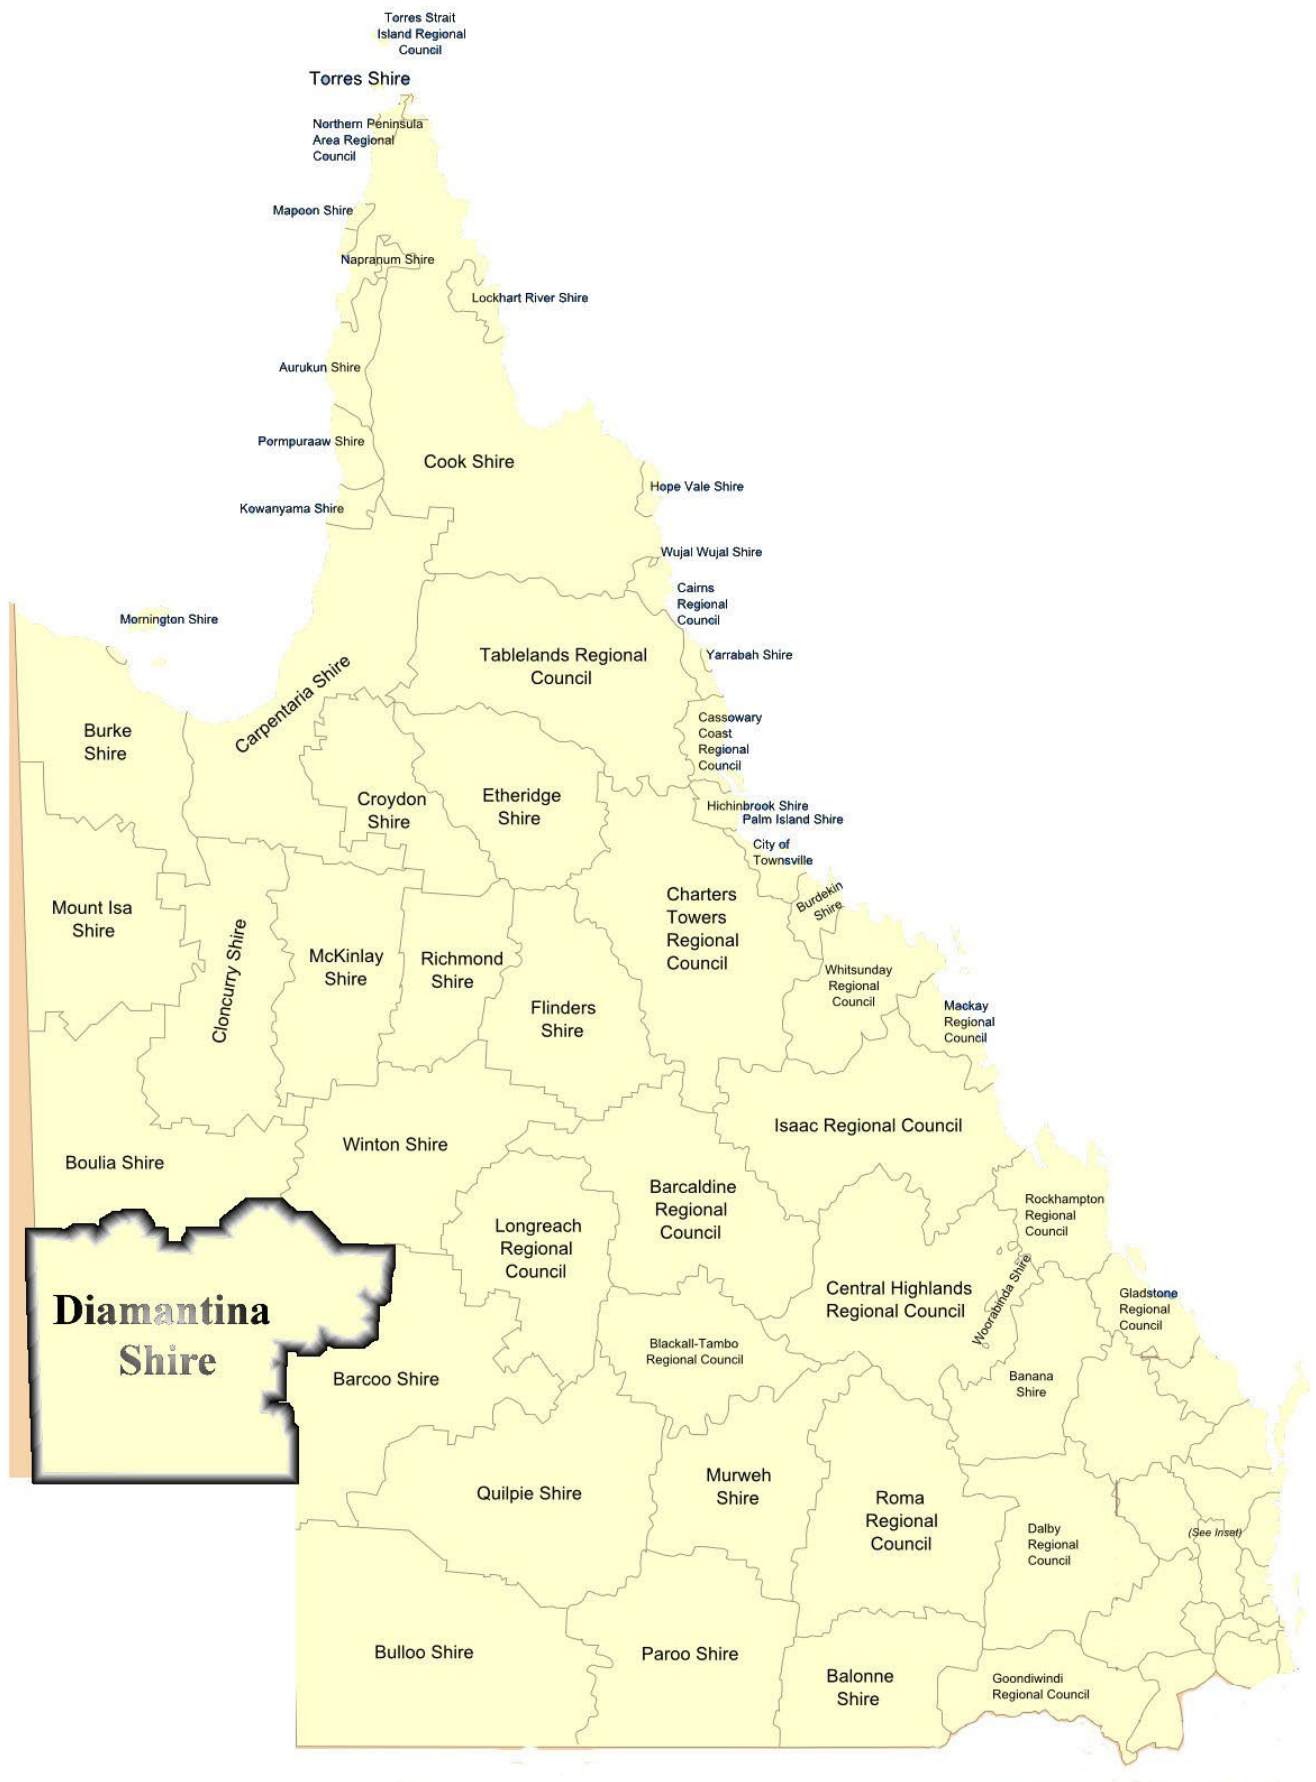 Torres Strait
Island Regional
Council
Torres Shire
Northern Peninsula
Area Regional
Council
Mapoon Shire
Napranum Shire
Lockhart River Shire
Aurukun Shire
Pormpuraaw Shire
Cook Shire
Hope Vale Shire
Kowanyama Shire
Wujal Wujal Shire
Cairns
Regional
Council
Mornington Shire
Yarrabah Shire
Tablelands Regional
Council
Carpentaria Shire
Burke
Shire
Cassowary
Coast
Regional
Council
Croydon
Shire
Etheridge
Shire
Hichinbrook Shire
Palm Island Shire
City of
Townsville
Burdekin
Shire
Charters
Towers
Regional
Council
Mount Isa
Shire
Cloncurry Shire
McKinlay
Shire
Richmond
Shire
Flinders
Shire
Whitsunday
Regional
Council
Mackay
Regional
Council
Isaac Regional Council
Winton Shire
Boulia Shire
Barcaldine
Regional
Council
Longreach
Regional
Council
Rockhampton
Regional
Council
Central Highlands
Regional Council
Woorabinda Shire
Gladstone
Regional
Council
Diamantina
Shire
Blackall-Tambo
Regional Council
Barcoo Shire
Banana
Shire
Quilpie Shire
Murweh
Shire
Roma
Regional
Council
Dalby
Regional
Council
(See Inset)
Bulloo Shire
Paroo Shire
Balonne
Shire
Goondiwindi
Regional Council